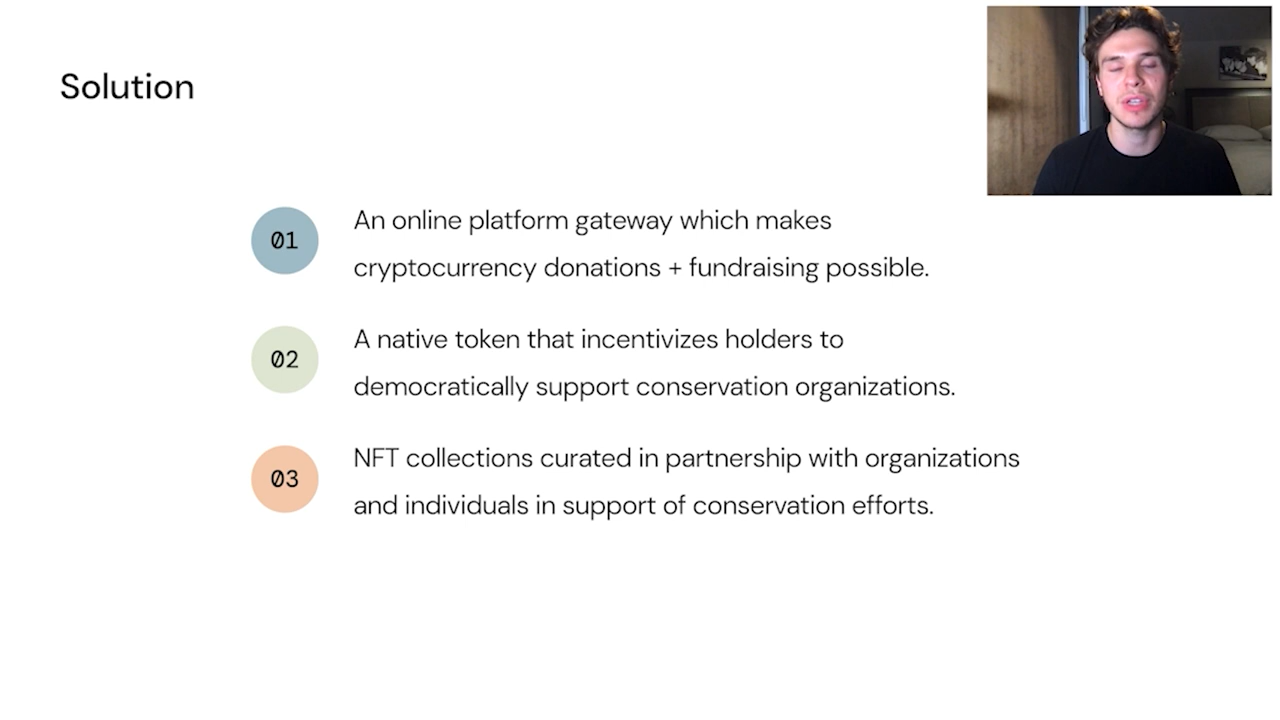 Solution
01
An online platform gateway which makes
cryptocurrency donations + fundraising possible.
02
A native token that incentivizes holders to
democratically support conservation organizations.
03
NFT collections curated in partnership with organizations
and individuals in support of conservation efforts.